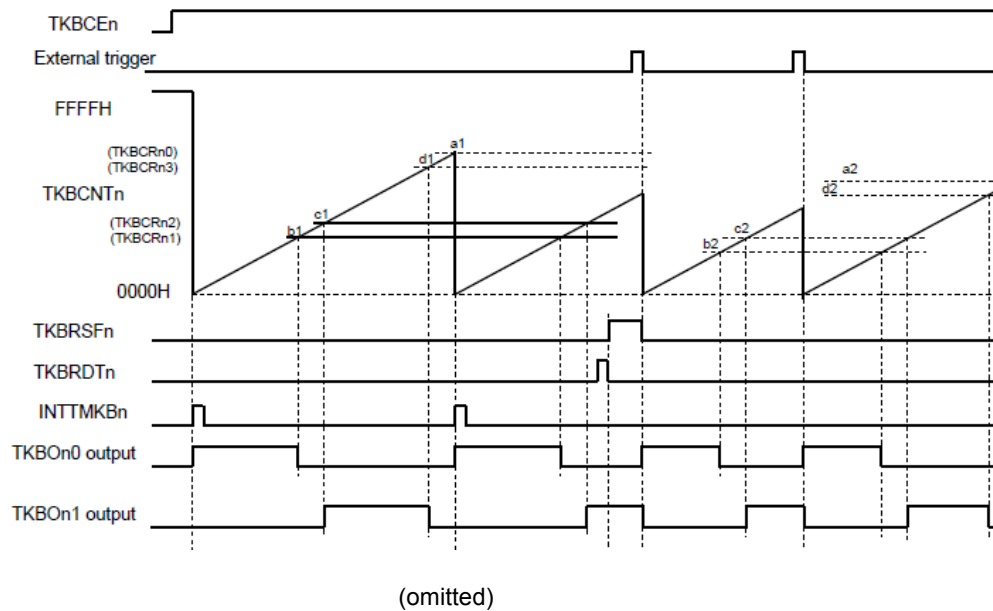 TKBCEn
External trigger
FFFFH
(TKBCRn0)
a1
d1
(TKBCRn3)
a2
d2
TKBCNTn
c1
(TKBCRn2)
b1
(TKBCRn1)
c2
b2
0000H
TKBRSFn
TKBRDTn
INTTMKBn
TKBOn0 output
TKBOn1 output
(omitted)